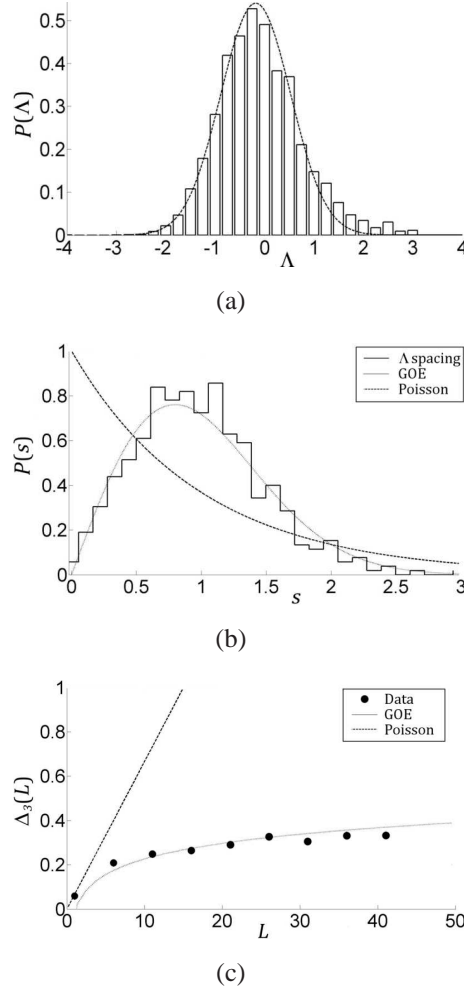 P(Λ)
0.5
0.4
0.3
0.2
0.1
0
-4 -3 -2 -1 0 1 2 3 4
Λ
(a)
P(s)
1
0.8
0.6
0.4
0.2
0
0 0.5 1 1.5 2 2.5 3
s
Λ spacing
GOE
Poisson
(b)
Δ₃(L)
1
0.8
0.6
0.4
0.2
0
0 10 20 30 40 50
L
Data
GOE
Poisson
(c)